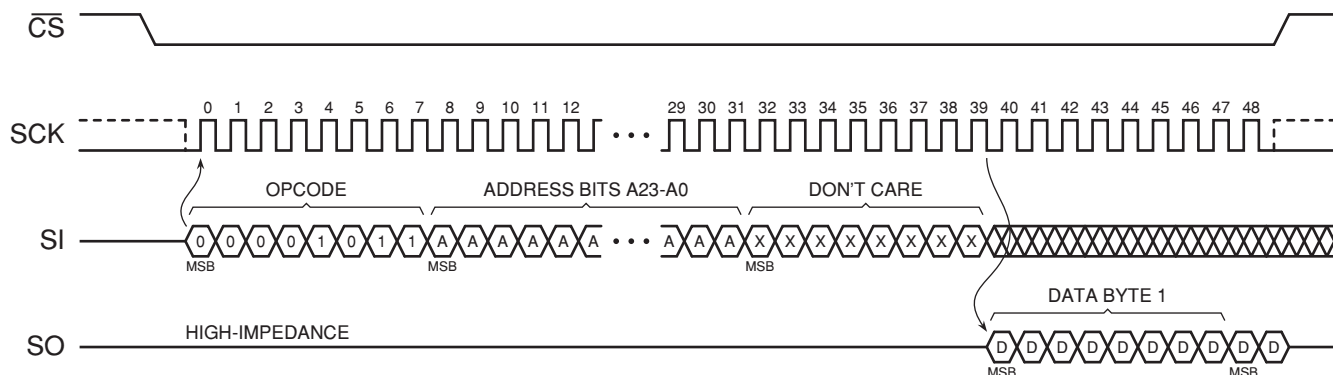 CS
0 1 2 3 4 5 6 7 8 9 10 11 12 29 30 31 32 33 34 35 36 37 38 39 40 41 42 43 44 45 46 47 48
SCK
OPCODE ADDRESS BITS A23-A0 DON'T CARE
SI 0 0 0 0 1 0 1 1 A A A A A A A A A X X X X X X X X
MSB MSB MSB
DATA BYTE 1
HIGH-IMPEDANCE
SO D D D D D D D D D D
MSB MSB